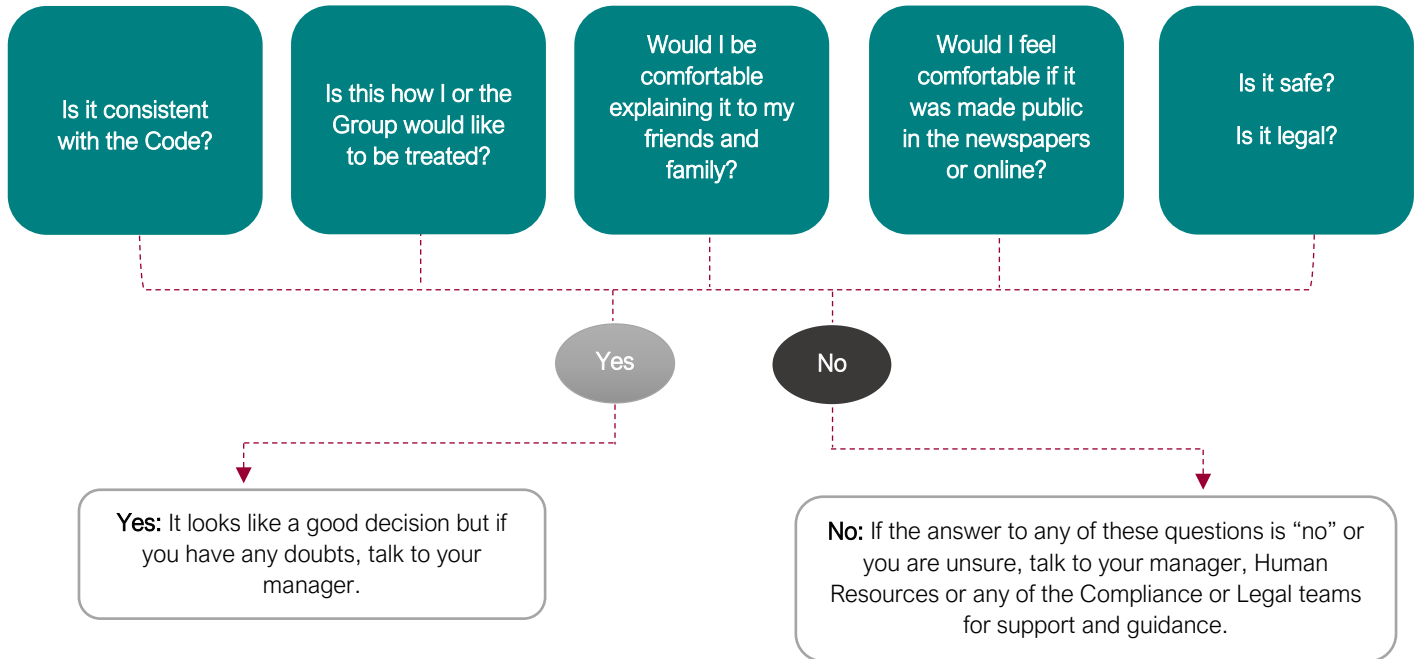 Is it consistent
with the Code?
Is this how I or the
Group would like
to be treated?
Would I be
comfortable
explaining it to my
friends and
family?
Would I feel
comfortable if it
was made public
in the newspapers
or online?
Is it safe?
Is it legal?
Yes
No
Yes: It looks like a good decision but if
you have any doubts, talk to your
manager.
No: If the answer to any of these questions is “no” or
you are unsure, talk to your manager, Human
Resources or any of the Compliance or Legal teams
for support and guidance.